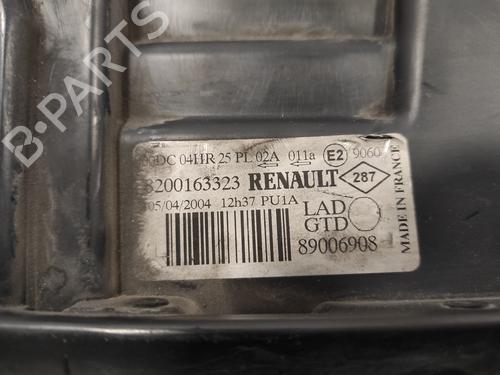 DC 04HR 25 PL 02A 011a E2 9060
8200163323 RENAULT 287
05/04/2004 12h37 PU1A LAD
GTD
89006908
MADE IN FRANCE
B-PARTS